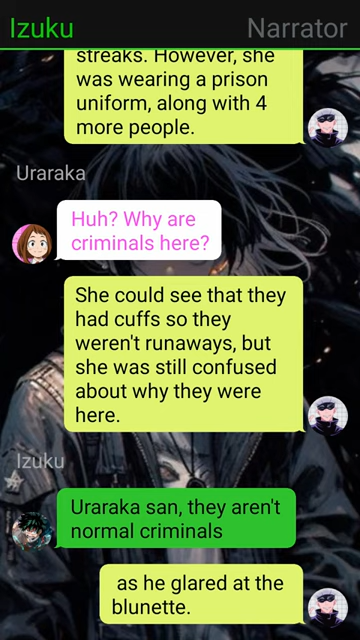 Izuku
Narrator
streaks. However, she
was wearing a prison
uniform, along with 4
more people.
Uraraka
Huh? Why are
criminals here?
She could see that they
had cuffs so they
weren't runaways, but
she was still confused
about why they were
here.
Izuku
Uraraka san, they aren't
normal criminals
as he glared at the
blunette.